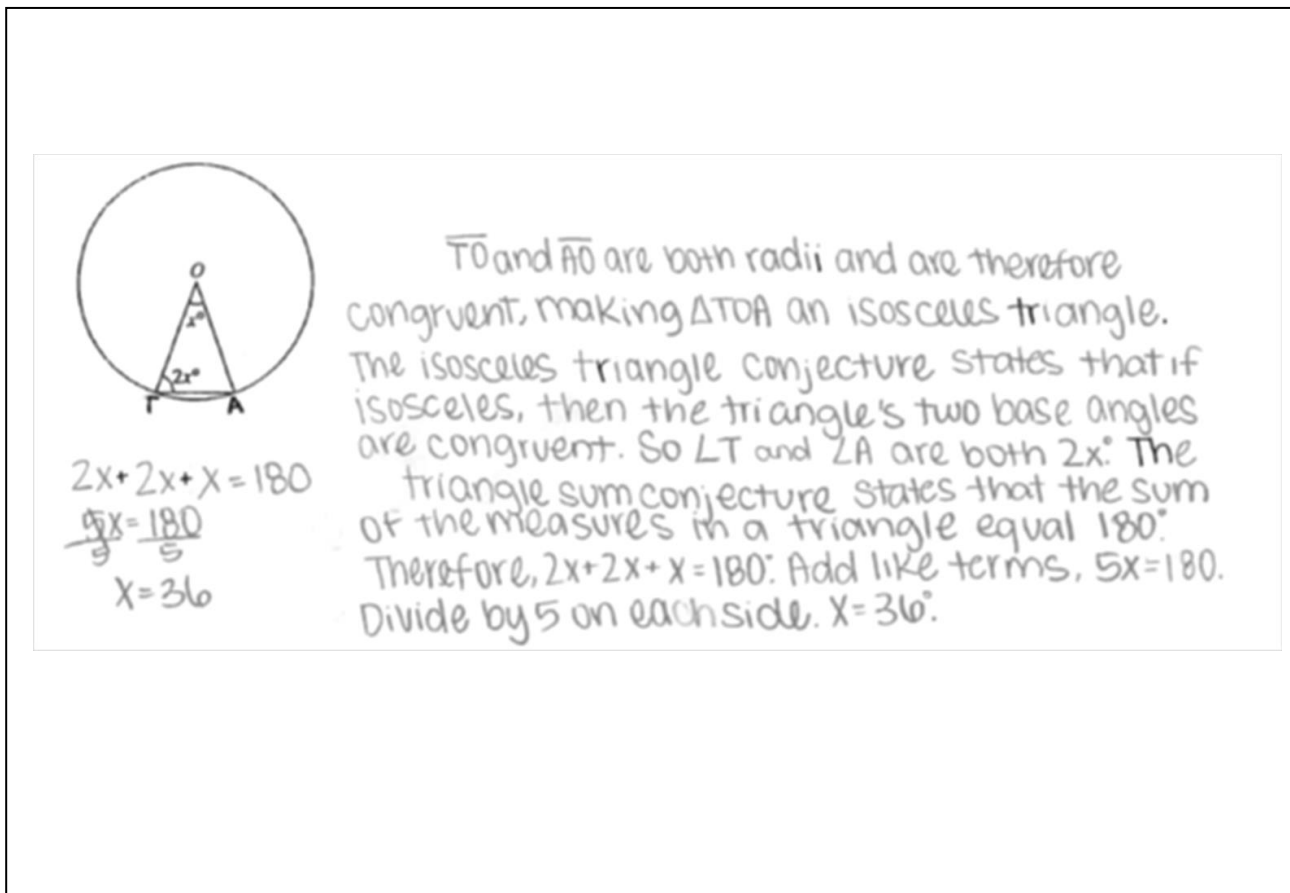 O
x°
2x°
T
A
2x+2x+x=180
5x=180
5
5
x=36
TO and AO are both radii and are therefore
congruent, making △TOA an isosceles triangle.
The isosceles triangle conjecture states that if
isosceles, then the triangle's two base angles
are congruent. So ∠T and ∠A are both 2x°. The
triangle sum conjecture states that the sum
of the measures in a triangle equal 180°.
Therefore, 2x+2x+x=180°. Add like terms, 5x=180.
Divide by 5 on each side. X=36°.